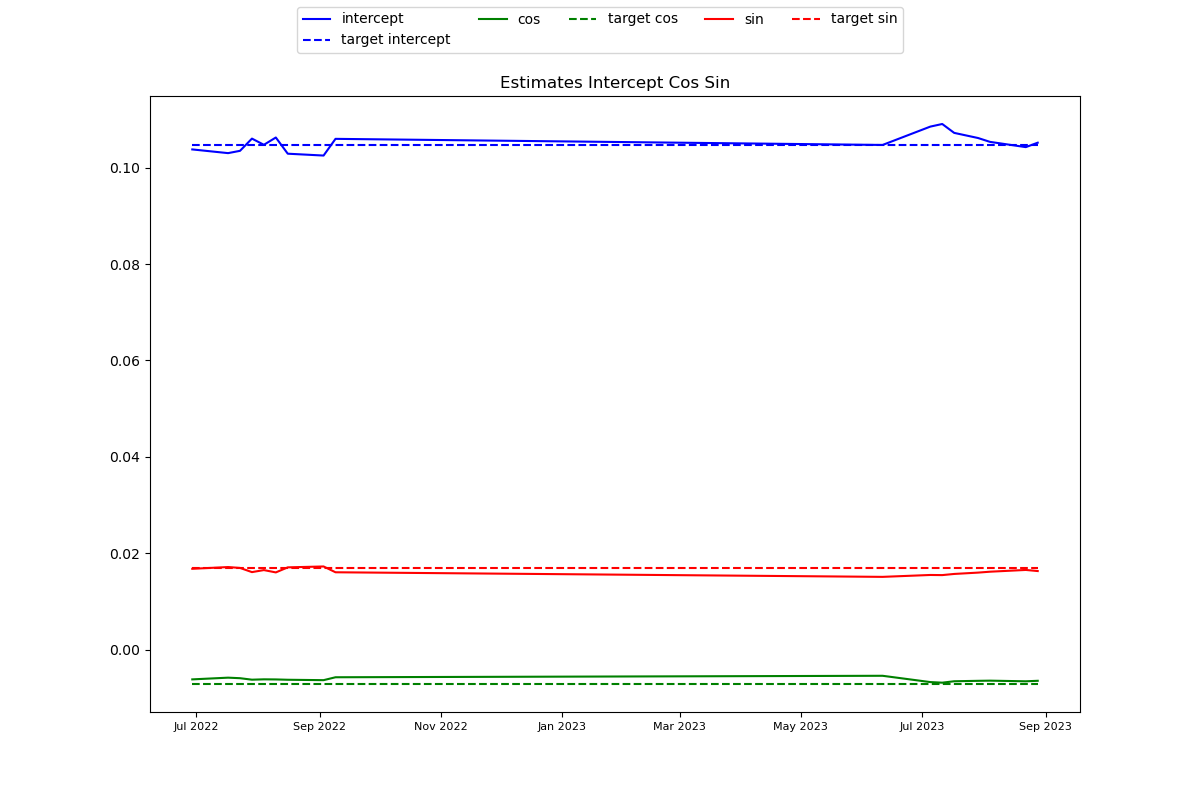 intercept cos target cos sin target sin
target intercept
Estimates Intercept Cos Sin
0.10
0.08
0.06
0.04
0.02
0.00
Jul 2022 Sep 2022 Nov 2022 Jan 2023 Mar 2023 May 2023 Jul 2023 Sep 2023